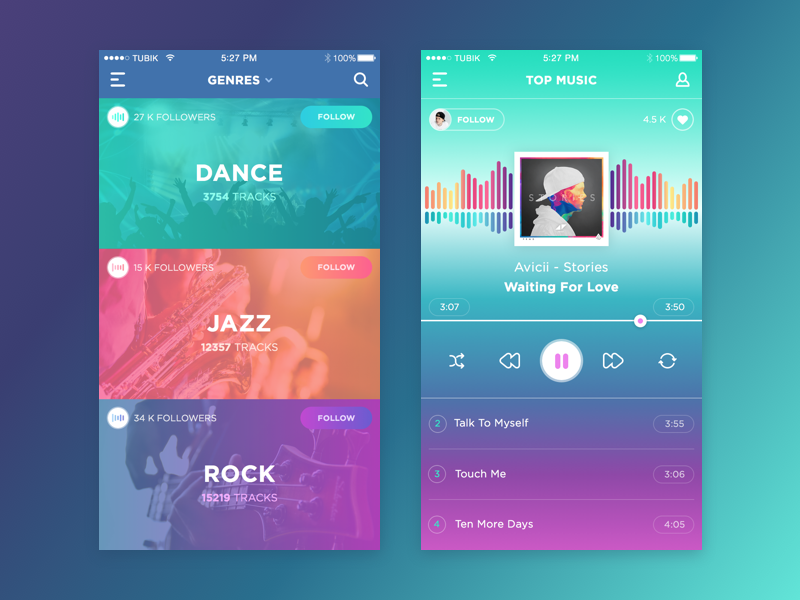 TUBIK 5:27 PM 100%
GENRES
27 K FOLLOWERS FOLLOW
DANCE
3754 TRACKS
15 K FOLLOWERS FOLLOW
JAZZ
12357 TRACKS
34 K FOLLOWERS FOLLOW
ROCK
15219 TRACKS
TUBIK 5:27 PM 100%
TOP MUSIC
FOLLOW 4.5 K
STORIES
Avicii - Stories
Waiting For Love
3:07 3:50
2 Talk To Myself 3:55
3 Touch Me 3:06
4 Ten More Days 4:05